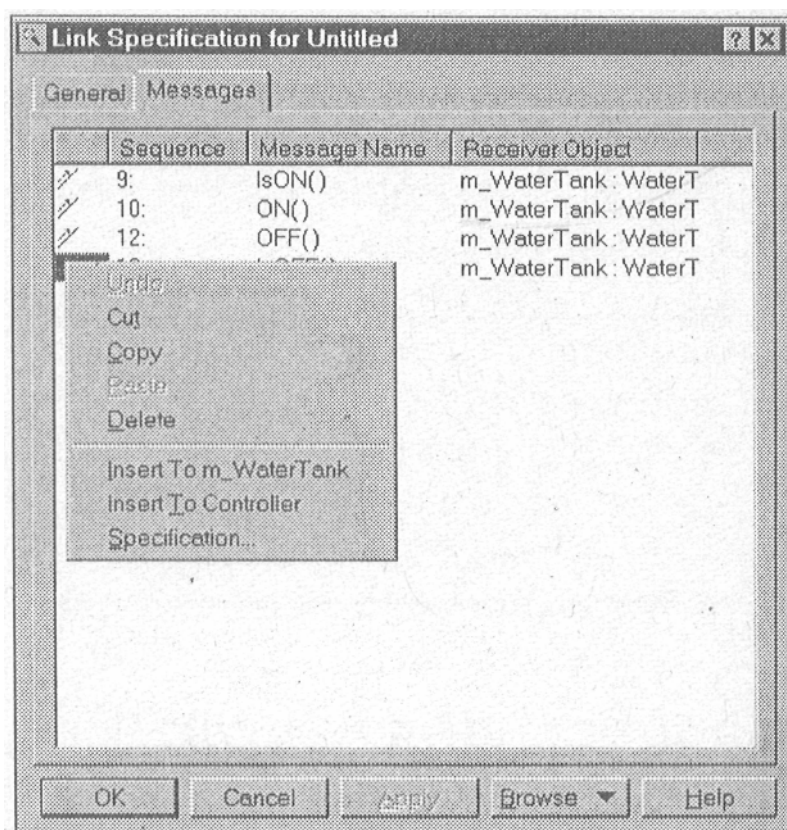 Link Specification for Untitled
General Messages
Sequence Message Name Receiver Object
9: IsON() m_WaterTank : WaterT
10: ON() m_WaterTank : WaterT
12: OFF() m_WaterTank : WaterT
m_WaterTank : WaterT
Undo
Cut
Copy
Paste
Delete
Insert To m_WaterTank
Insert To Controller
Specification...
OK Cancel Apply Browse Help